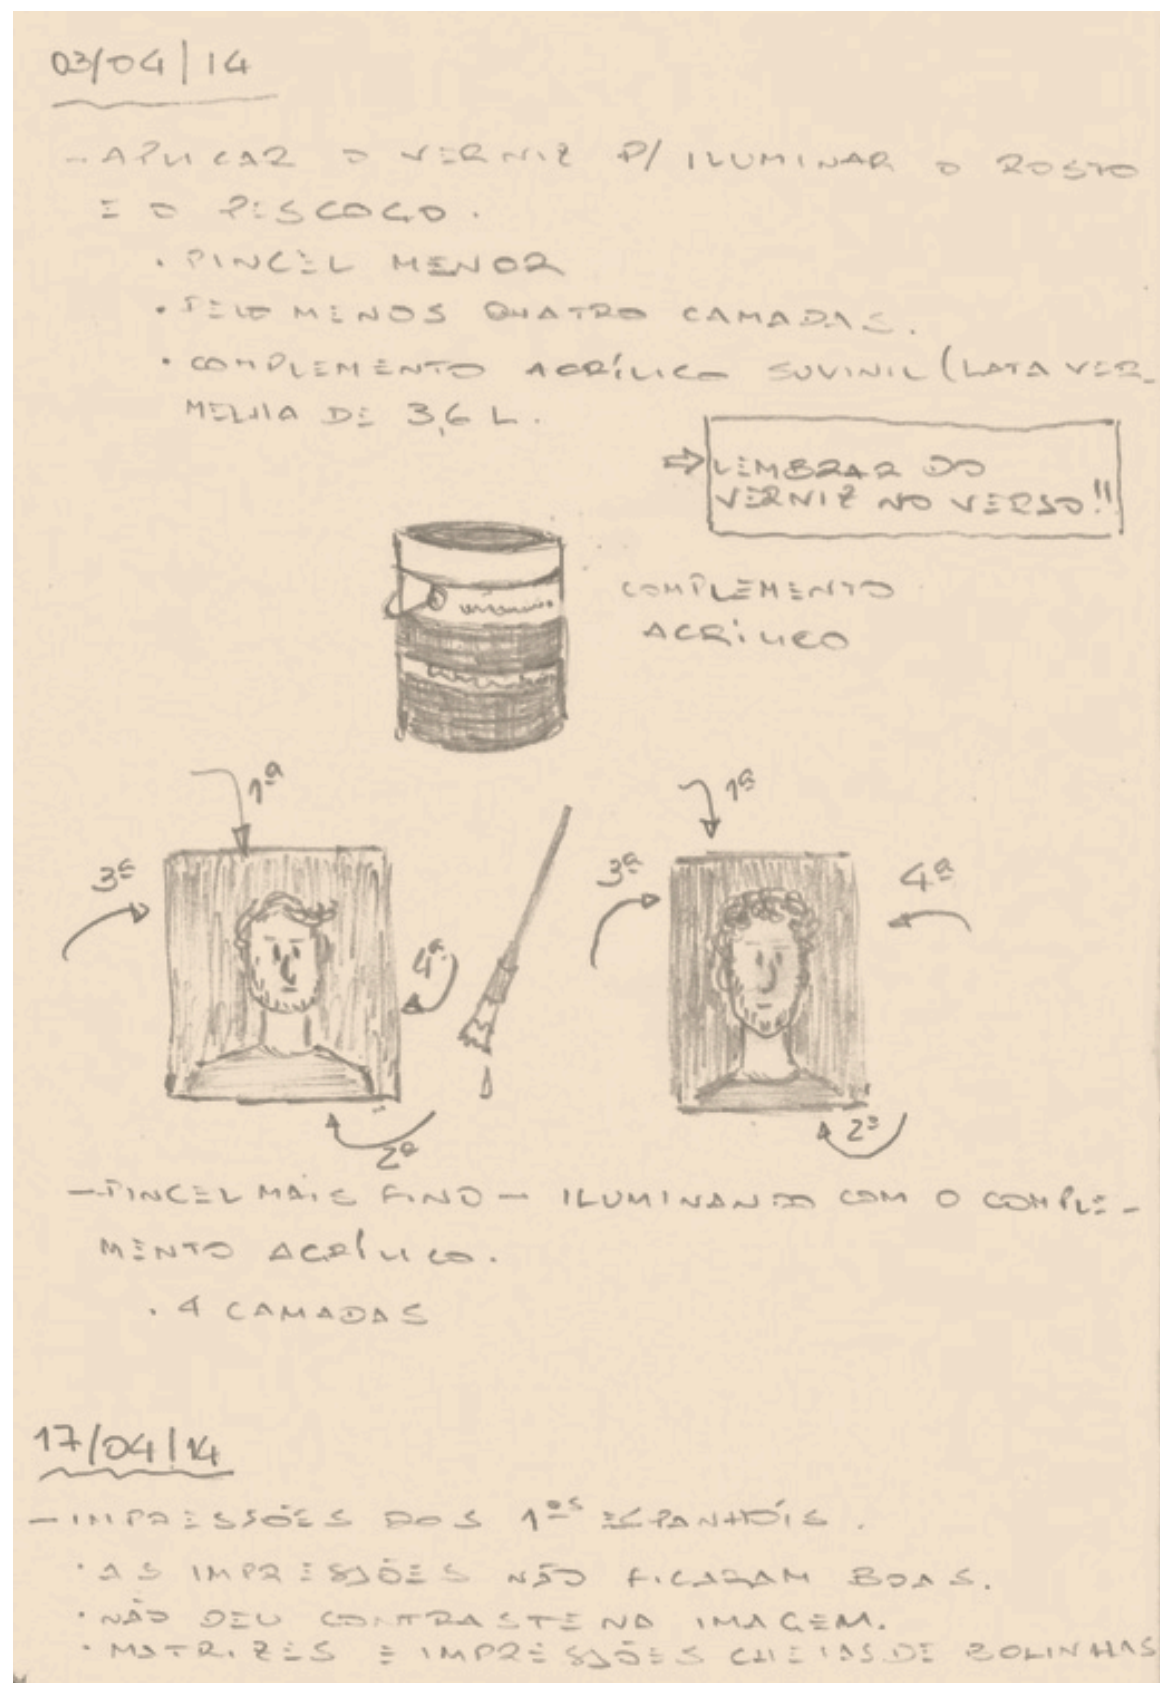 03/04/14
- APLICAR O VERNIZ P/ ILUMINAR O ROSTO
E O PESCOÇO.
• PINCEL MENOR
• PELO MENOS QUATRO CAMADAS.
• COMPLEMENTO ACRÍLICO SUVINIL (LATA VER-
MELHA DE 3,6 L.
⇒ LEMBRAR DO
VERNIZ NO VERSO!!
COMPLEMENTO
ACRÍLICO
1ª
3ª
4ª
2ª
1ª
3ª
4ª
2ª
- PINCEL MAIS FINO - ILUMINANDO COM O COMPLE-
MENTO ACRÍLICO.
• 4 CAMADAS
17/04/14
- IMPRESSÕES DOS 1ºs ESPANHÓIS.
• AS IMPRESSÕES NÃO FICARAM BOAS.
• NÃO DEU CONTRASTE NA IMAGEM.
• MATRIZES E IMPRESSÕES CHEIAS DE BOLINHAS